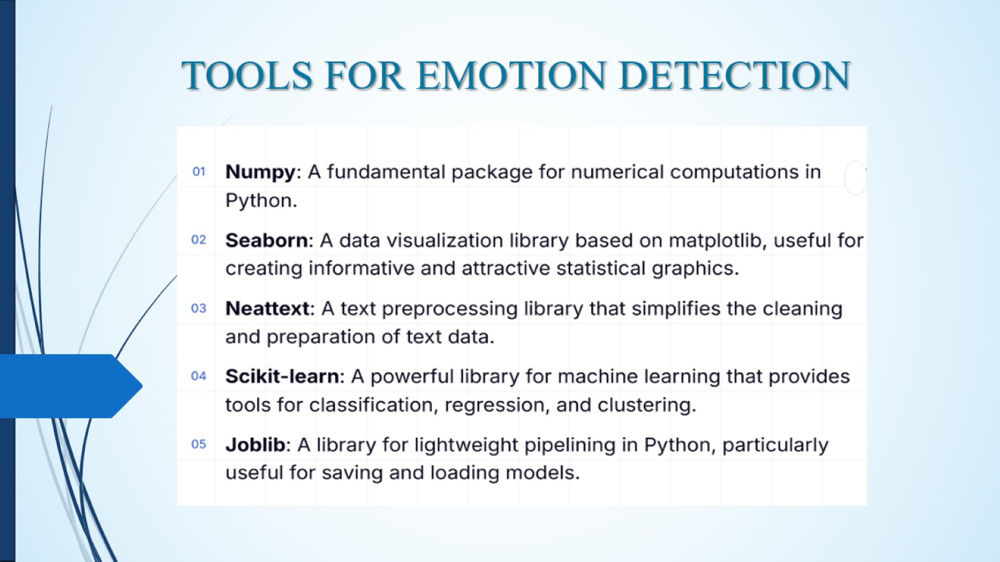 TOOLS FOR EMOTION DETECTION
01 Numpy: A fundamental package for numerical computations in
Python.
02 Seaborn: A data visualization library based on matplotlib, useful for
creating informative and attractive statistical graphics.
03 Neattext: A text preprocessing library that simplifies the cleaning
and preparation of text data.
04 Scikit-learn: A powerful library for machine learning that provides
tools for classification, regression, and clustering.
05 Joblib: A library for lightweight pipelining in Python, particularly
useful for saving and loading models.